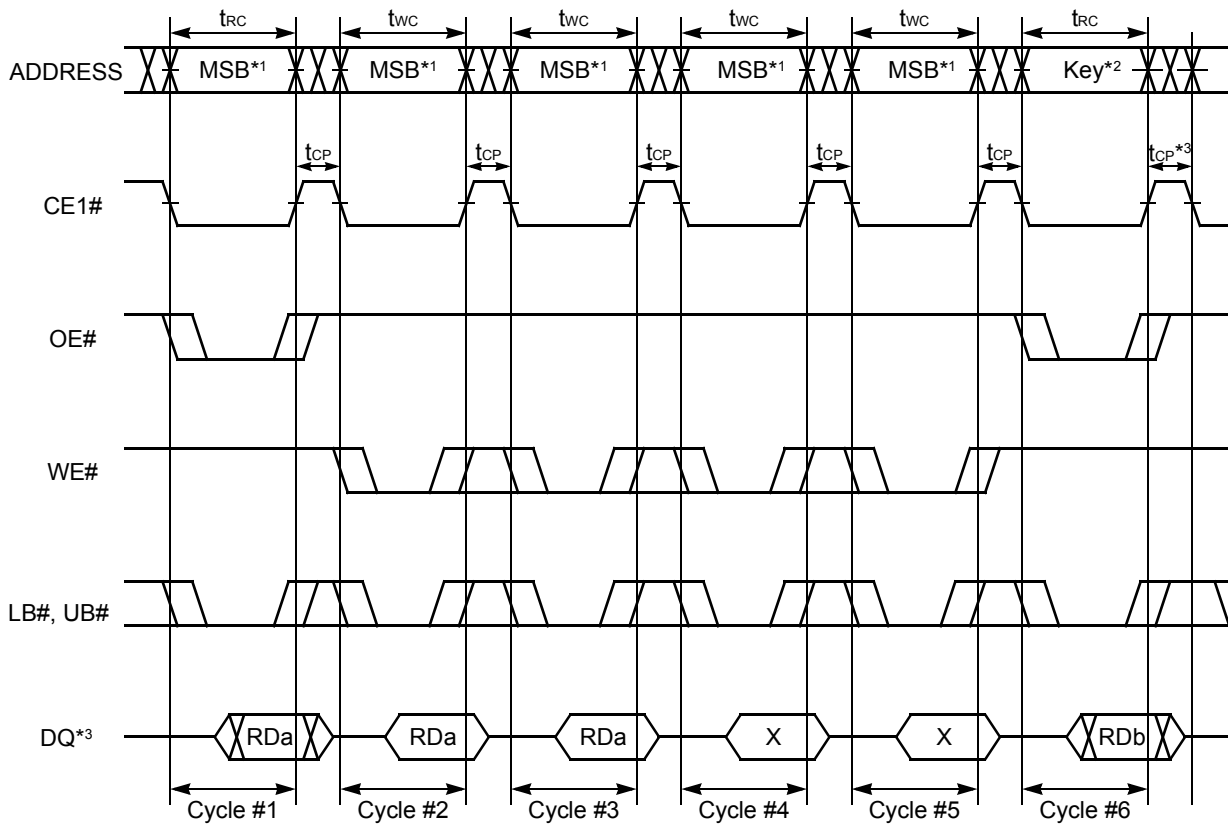 tRC tWC tWC tWC tWC tRC
ADDRESS MSB*1 MSB*1 MSB*1 MSB*1 MSB*1 Key*2
tCP tCP tCP tCP tCP tCP*3
CE1#
OE#
WE#
LB#, UB#
DQ*3 RDa RDa RDa X X RDb
Cycle #1 Cycle #2 Cycle #3 Cycle #4 Cycle #5 Cycle #6